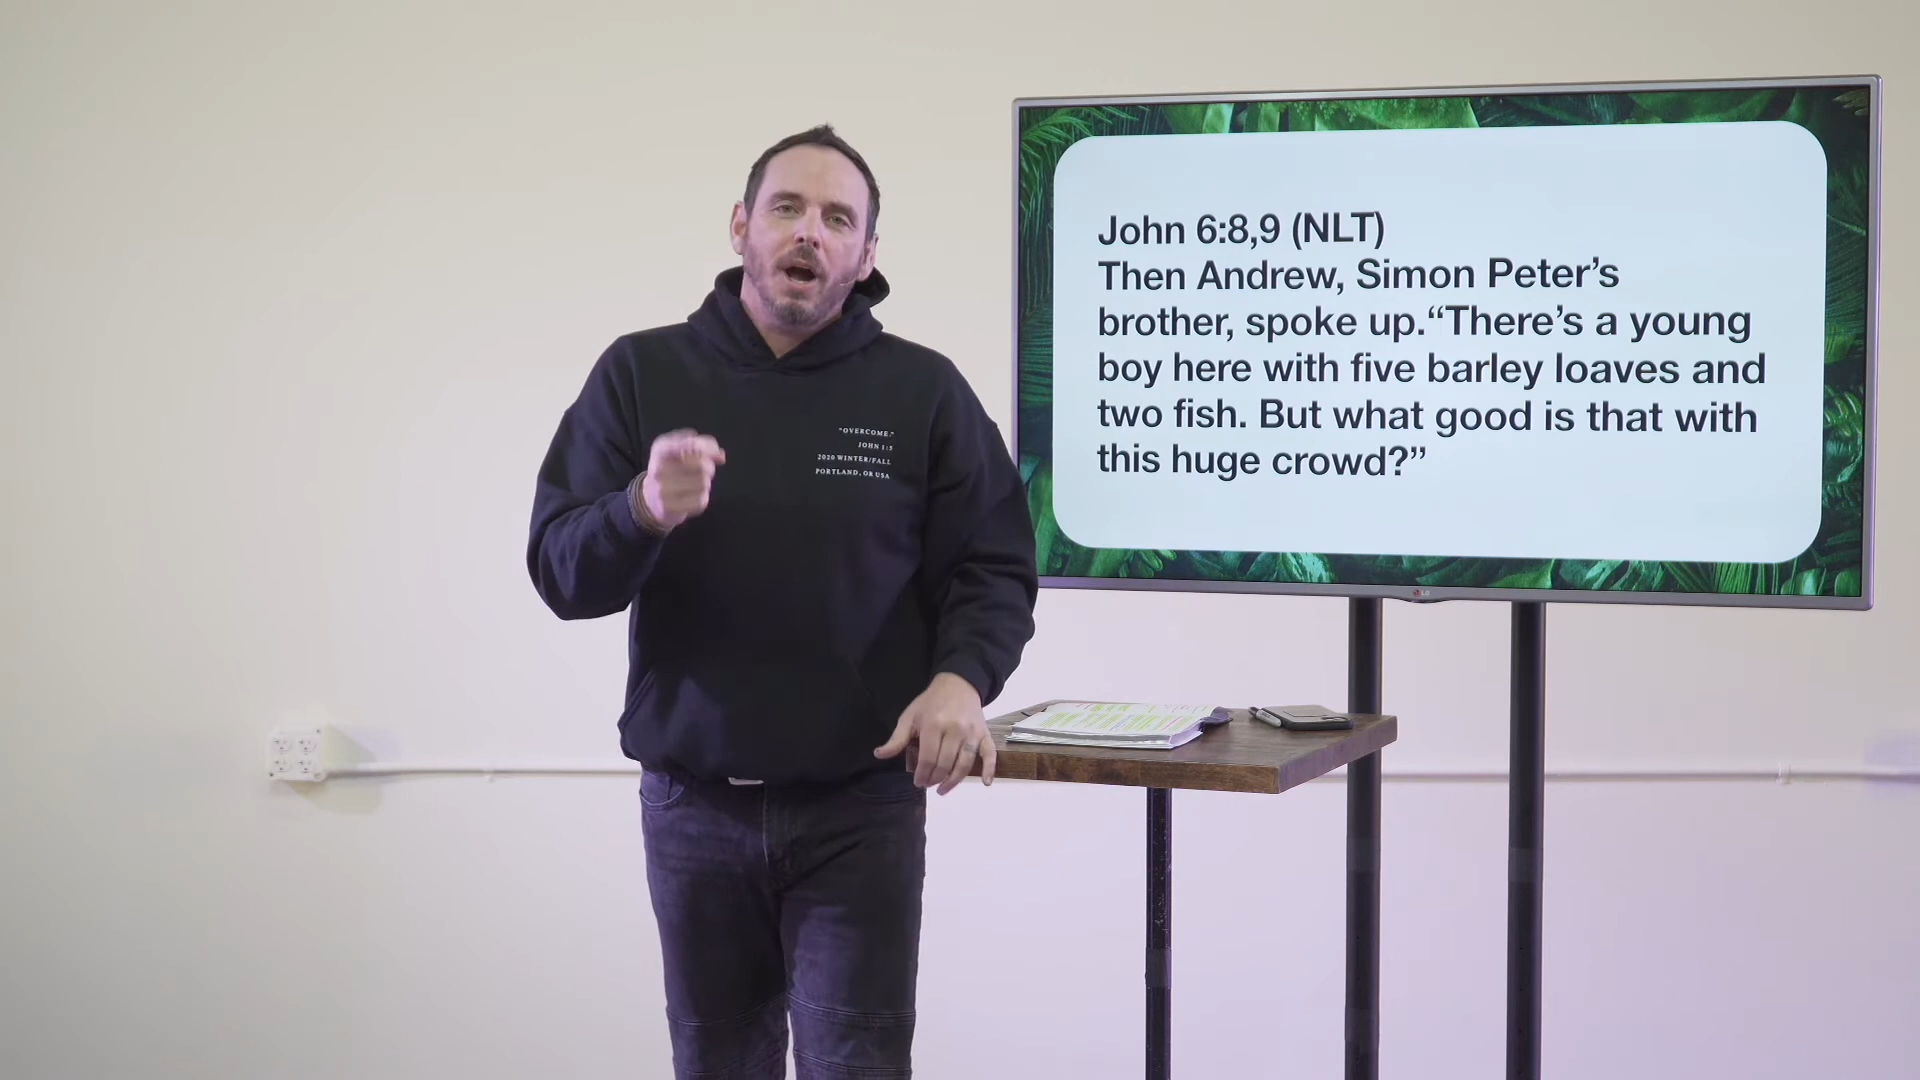 John 6:8,9 (NLT)
Then Andrew, Simon Peter’s
brother, spoke up.“There’s a young
boy here with five barley loaves and
two fish. But what good is that with
this huge crowd?”
"OVERCOME."
JOHN 1:5
2020 WINTER/FALL
PORTLAND, OR USA
LG